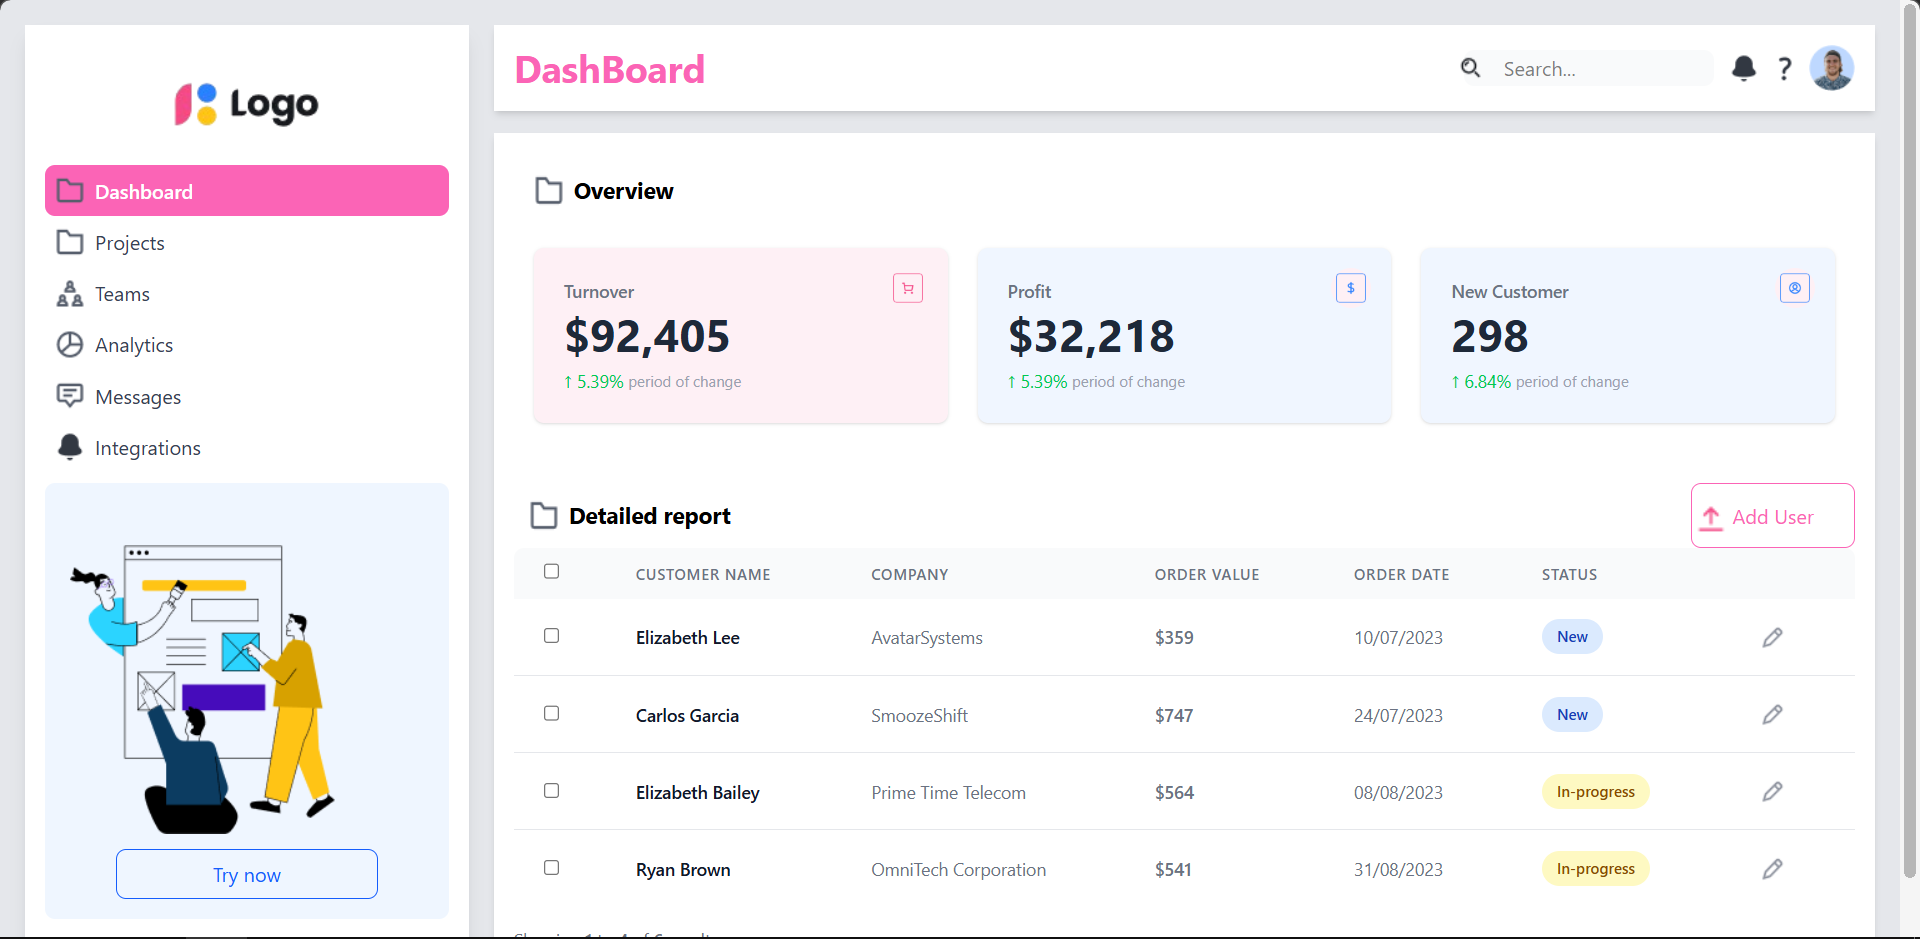 Logo
Dashboard
Projects
Teams
Analytics
Messages
Integrations
Try now
DashBoard
Search...
?
Overview
Turnover
$92,405
↑ 5.39% period of change
Profit
$
$32,218
↑ 5.39% period of change
New Customer
298
↑ 6.84% period of change
Detailed report
Add User
CUSTOMER NAME COMPANY ORDER VALUE ORDER DATE STATUS
Elizabeth Lee AvatarSystems $359 10/07/2023 New
Carlos Garcia SmoozeShift $747 24/07/2023 New
Elizabeth Bailey Prime Time Telecom $564 08/08/2023 In-progress
Ryan Brown OmniTech Corporation $541 31/08/2023 In-progress